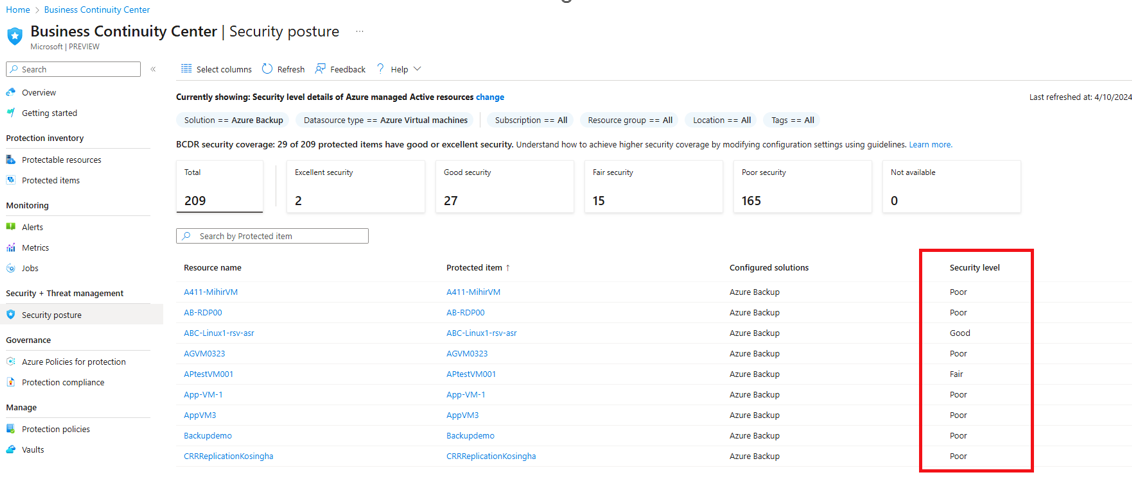 Home > Business Continuity Center
Business Continuity Center | Security posture ...
Microsoft | PREVIEW
Search «
Overview
Getting started
Protection inventory
Protectable resources
Protected items
Monitoring
Alerts
Metrics
Jobs
Security + Threat management
Security posture
Governance
Azure Policies for protection
Protection compliance
Manage
Protection policies
Vaults
Select columns Refresh Feedback ? Help
Currently showing: Security level details of Azure managed Active resources change Last refreshed at: 4/10/2024
Solution == Azure Backup Datasource type == Azure Virtual machines Subscription == All Resource group == All Location == All Tags == All
BCDR security coverage: 29 of 209 protected items have good or excellent security. Understand how to achieve higher security coverage by modifying configuration settings using guidelines. Learn more.
Total Excellent security Good security Fair security Poor security Not available
209 2 27 15 165 0
Search by Protected item
Resource name Protected item ↑ Configured solutions Security level
A411-MihirVM A411-MihirVM Azure Backup Poor
AB-RDP00 AB-RDP00 Azure Backup Poor
ABC-Linux1-rsv-asr ABC-Linux1-rsv-asr Azure Backup Good
AGVM0323 AGVM0323 Azure Backup Poor
APtestVM001 APtestVM001 Azure Backup Fair
App-VM-1 App-VM-1 Azure Backup Poor
AppVM3 AppVM3 Azure Backup Poor
Backupdemo Backupdemo Azure Backup Poor
CRRReplicationKosingha CRRReplicationKosingha Azure Backup Poor